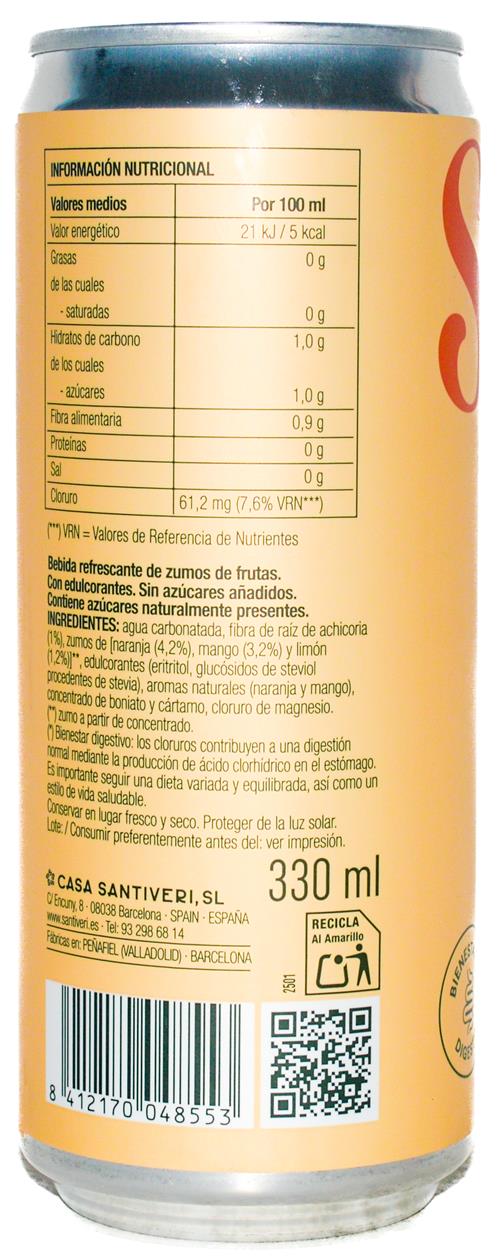 INFORMACIÓN NUTRICIONAL
Valores medios Por 100 ml
Valor energético 21 kJ / 5 kcal
Grasas 0 g
de las cuales
- saturadas 0 g
Hidratos de carbono 1,0 g
de los cuales
- azúcares 1,0 g
Fibra alimentaria 0,9 g
Proteínas 0 g
Sal 0 g
Cloruro 61,2 mg (7,6% VRN***)
(***) VRN = Valores de Referencia de Nutrientes
Bebida refrescante de zumos de frutas.
Con edulcorantes. Sin azúcares añadidos.
Contiene azúcares naturalmente presentes.
INGREDIENTES: agua carbonatada, fibra de raíz de achicoria
(1%), zumos de [naranja (4,2%), mango (3,2%) y limón
(1,2%)]**, edulcorantes (eritritol, glucósidos de steviol
procedentes de stevia), aromas naturales (naranja y mango),
concentrado de boniato y cártamo, cloruro de magnesio.
(**) zumo a partir de concentrado.
(*) Bienestar digestivo: los cloruros contribuyen a una digestión
normal mediante la producción de ácido clorhídrico en el estómago.
Es importante seguir una dieta variada y equilibrada, así como un
estilo de vida saludable.
Conservar en lugar fresco y seco. Proteger de la luz solar.
Lote: / Consumir preferentemente antes del: ver impresión.
CASA SANTIVERI, SL
C/ Encuny, 8 · 08038 Barcelona · SPAIN · ESPAÑA
www.santiveri.es · Tel: 93 298 68 14
Fábricas en: PEÑAFIEL (VALLADOLID) · BARCELONA
330 ml
RECICLA
Al Amarillo
2501
8 412170 048553
S